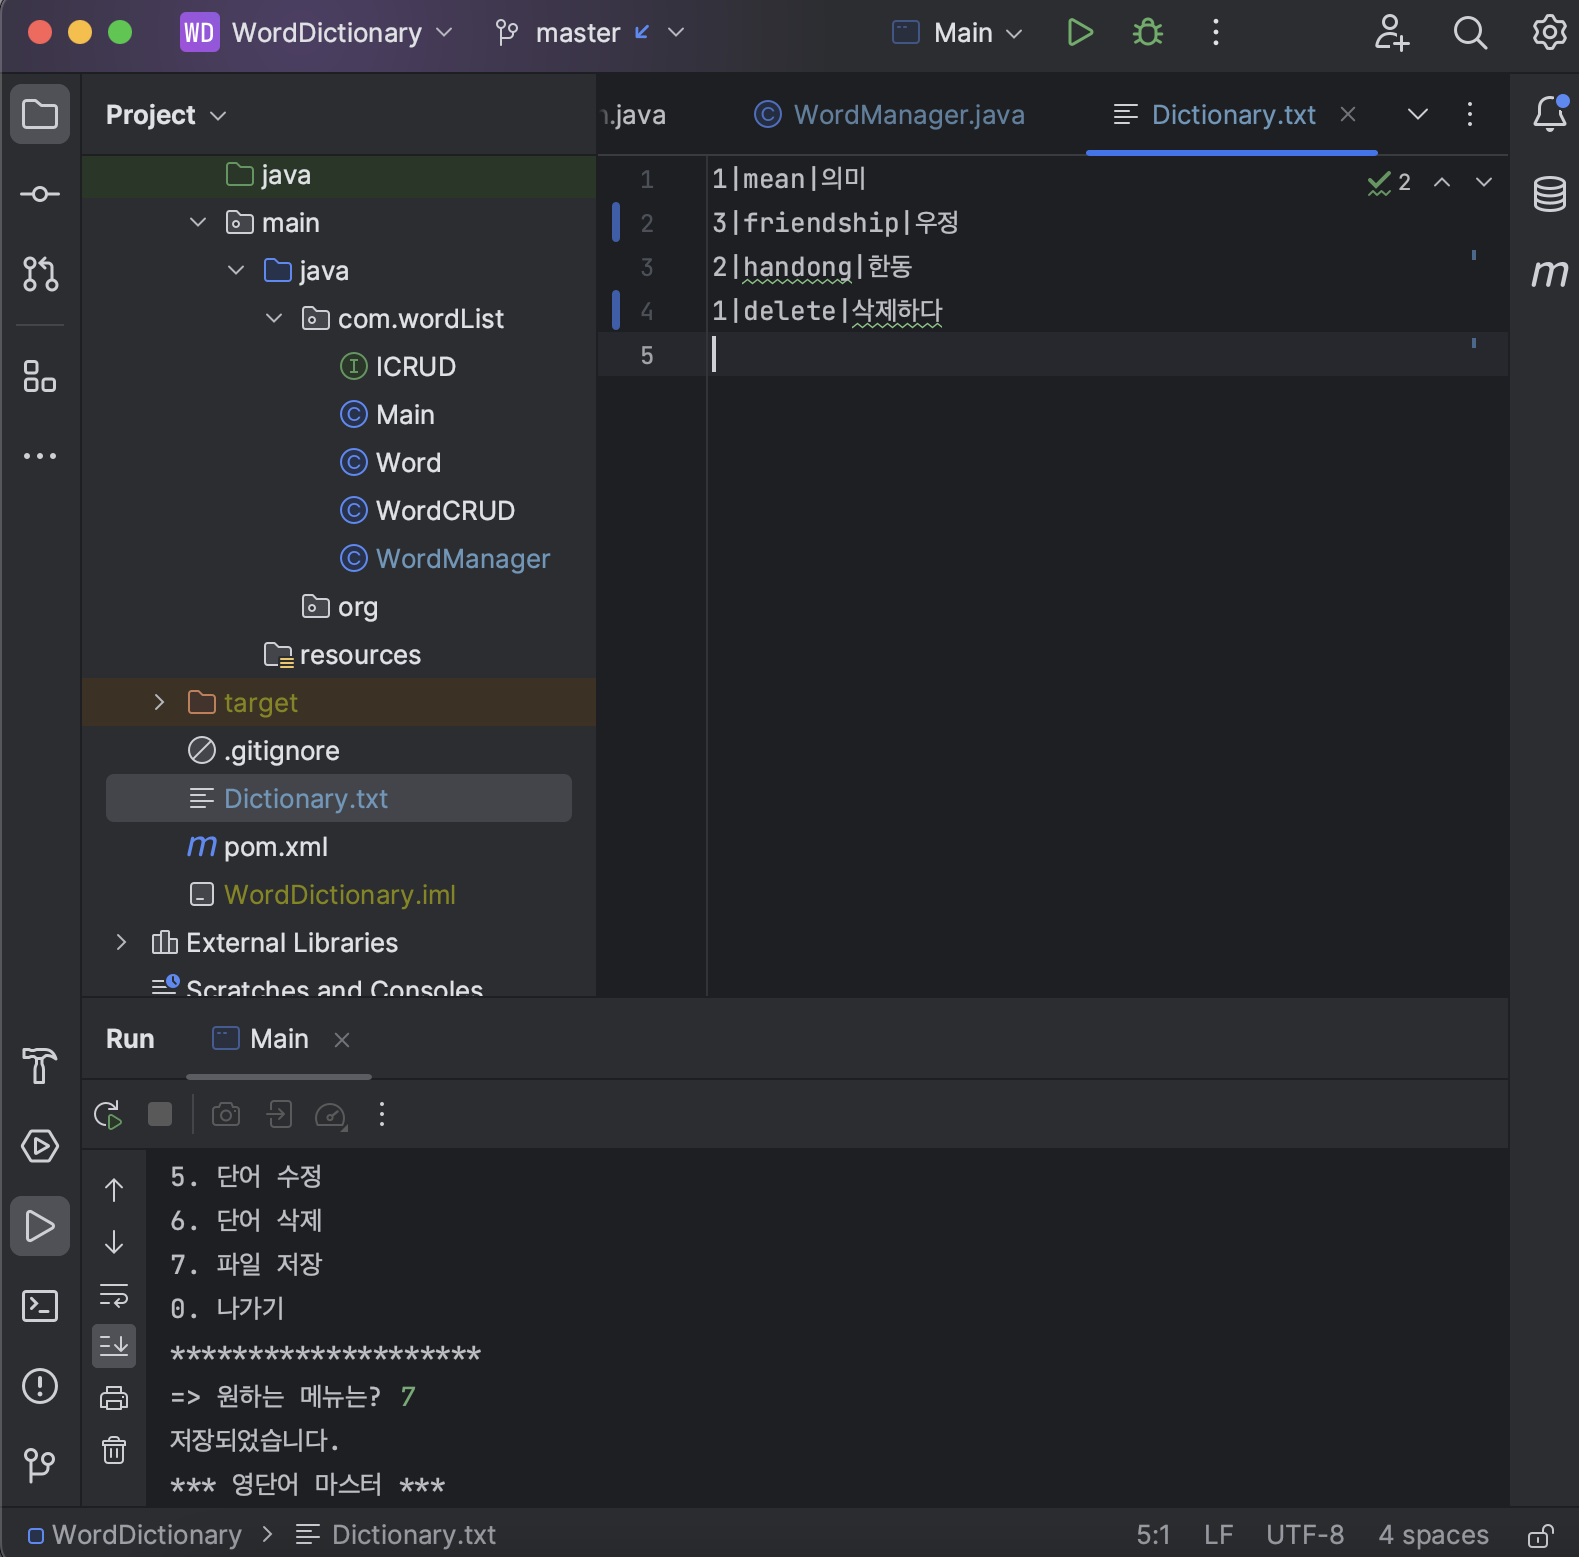 WD WordDictionary master Main
Project
.java WordManager.java Dictionary.txt
java
main
java
com.wordList
ICRUD
Main
Word
WordCRUD
WordManager
org
resources
target
.gitignore
Dictionary.txt
pom.xml
WordDictionary.iml
External Libraries
Scratches and Consoles
1 1|mean|의미
2 3|friendship|우정
3 2|handong|한동
4 1|delete|삭제하다
5
2
Run Main
5. 단어 수정
6. 단어 삭제
7. 파일 저장
0. 나가기
********************
=> 원하는 메뉴는? 7
저장되었습니다.
*** 영단어 마스터 ***
WordDictionary > Dictionary.txt 5:1 LF UTF-8 4 spaces